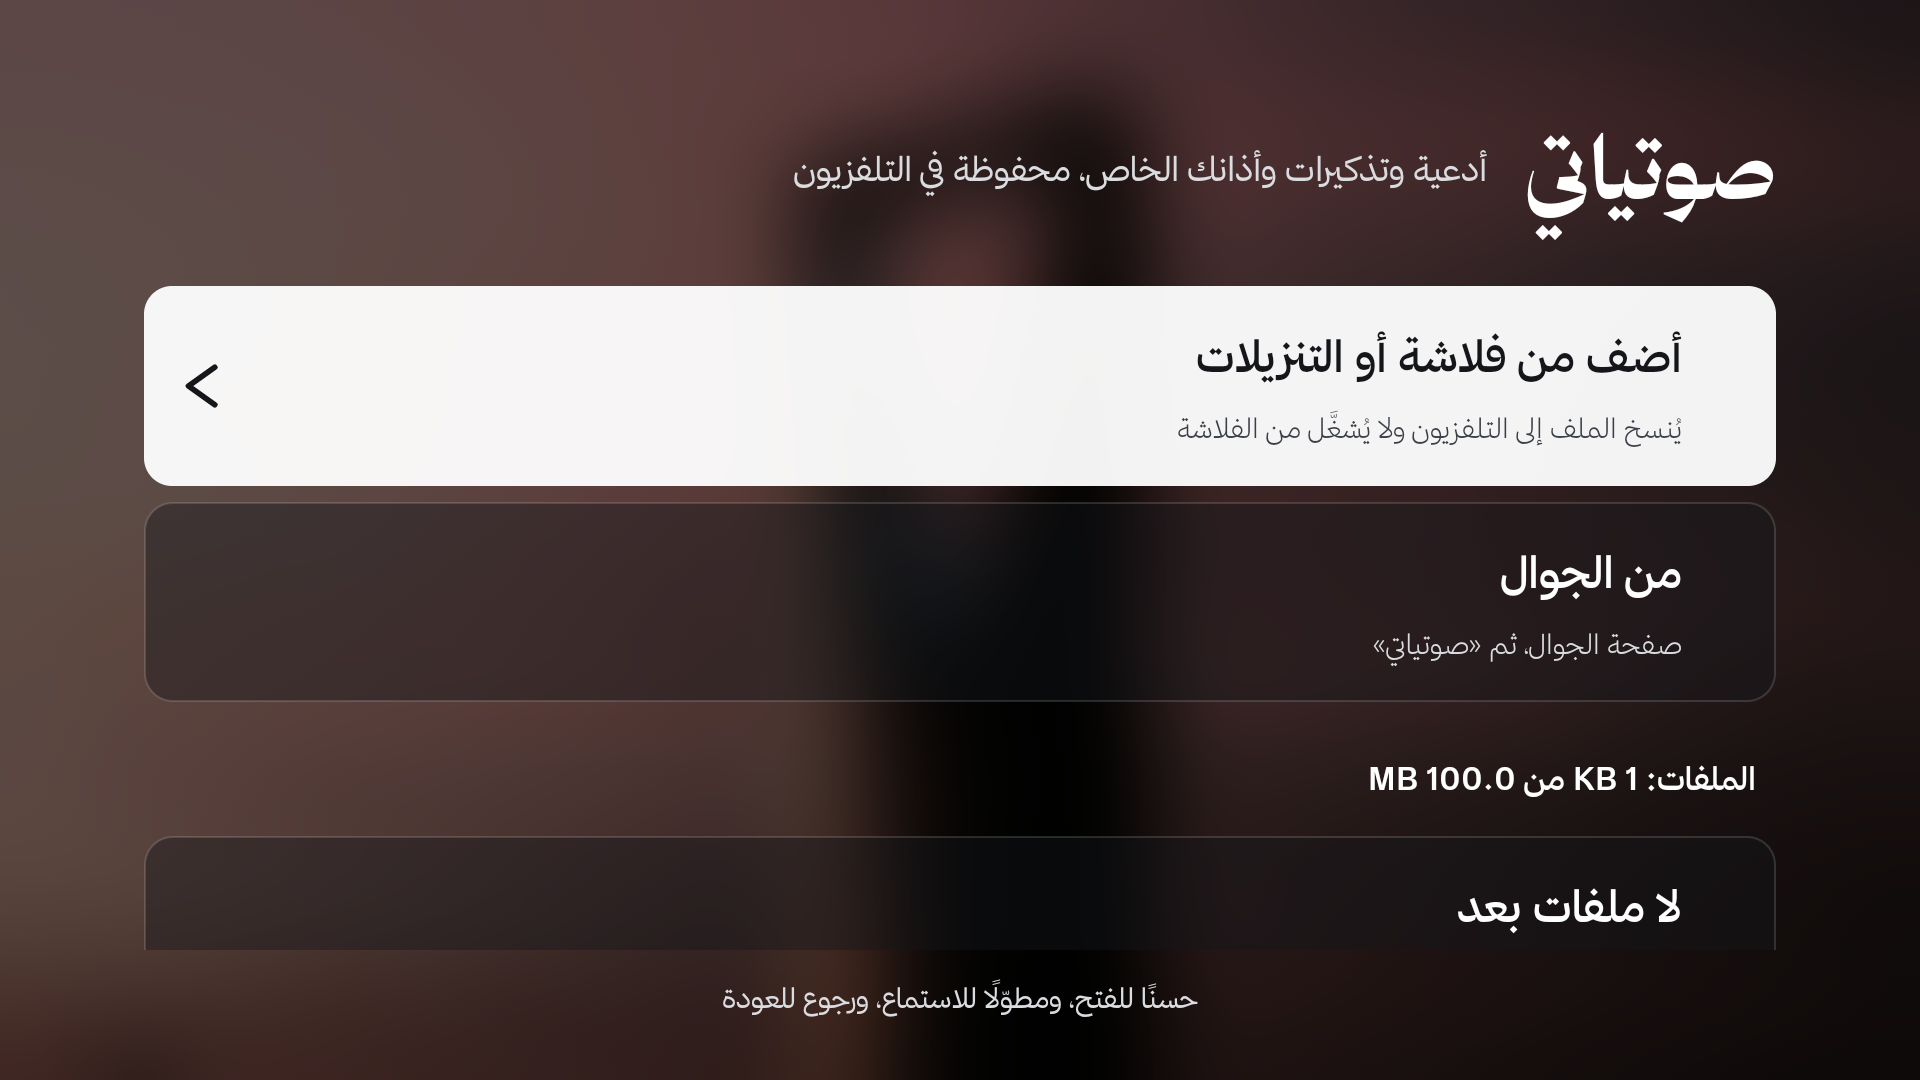 صوتياتي
أدعية وتذكيرات وأذانك الخاص، محفوظة في التلفزيون
أضف من فلاشة أو التنزيلات
يُنسخ الملف إلى التلفزيون ولا يُشغَّل من الفلاشة
من الجوال
صفحة الجوال، ثم «صوتياتي»
الملفات: 1 KB من 100.0 MB
لا ملفات بعد
حسنًا للفتح، ومطوّلًا للاستماع، ورجوع للعودة